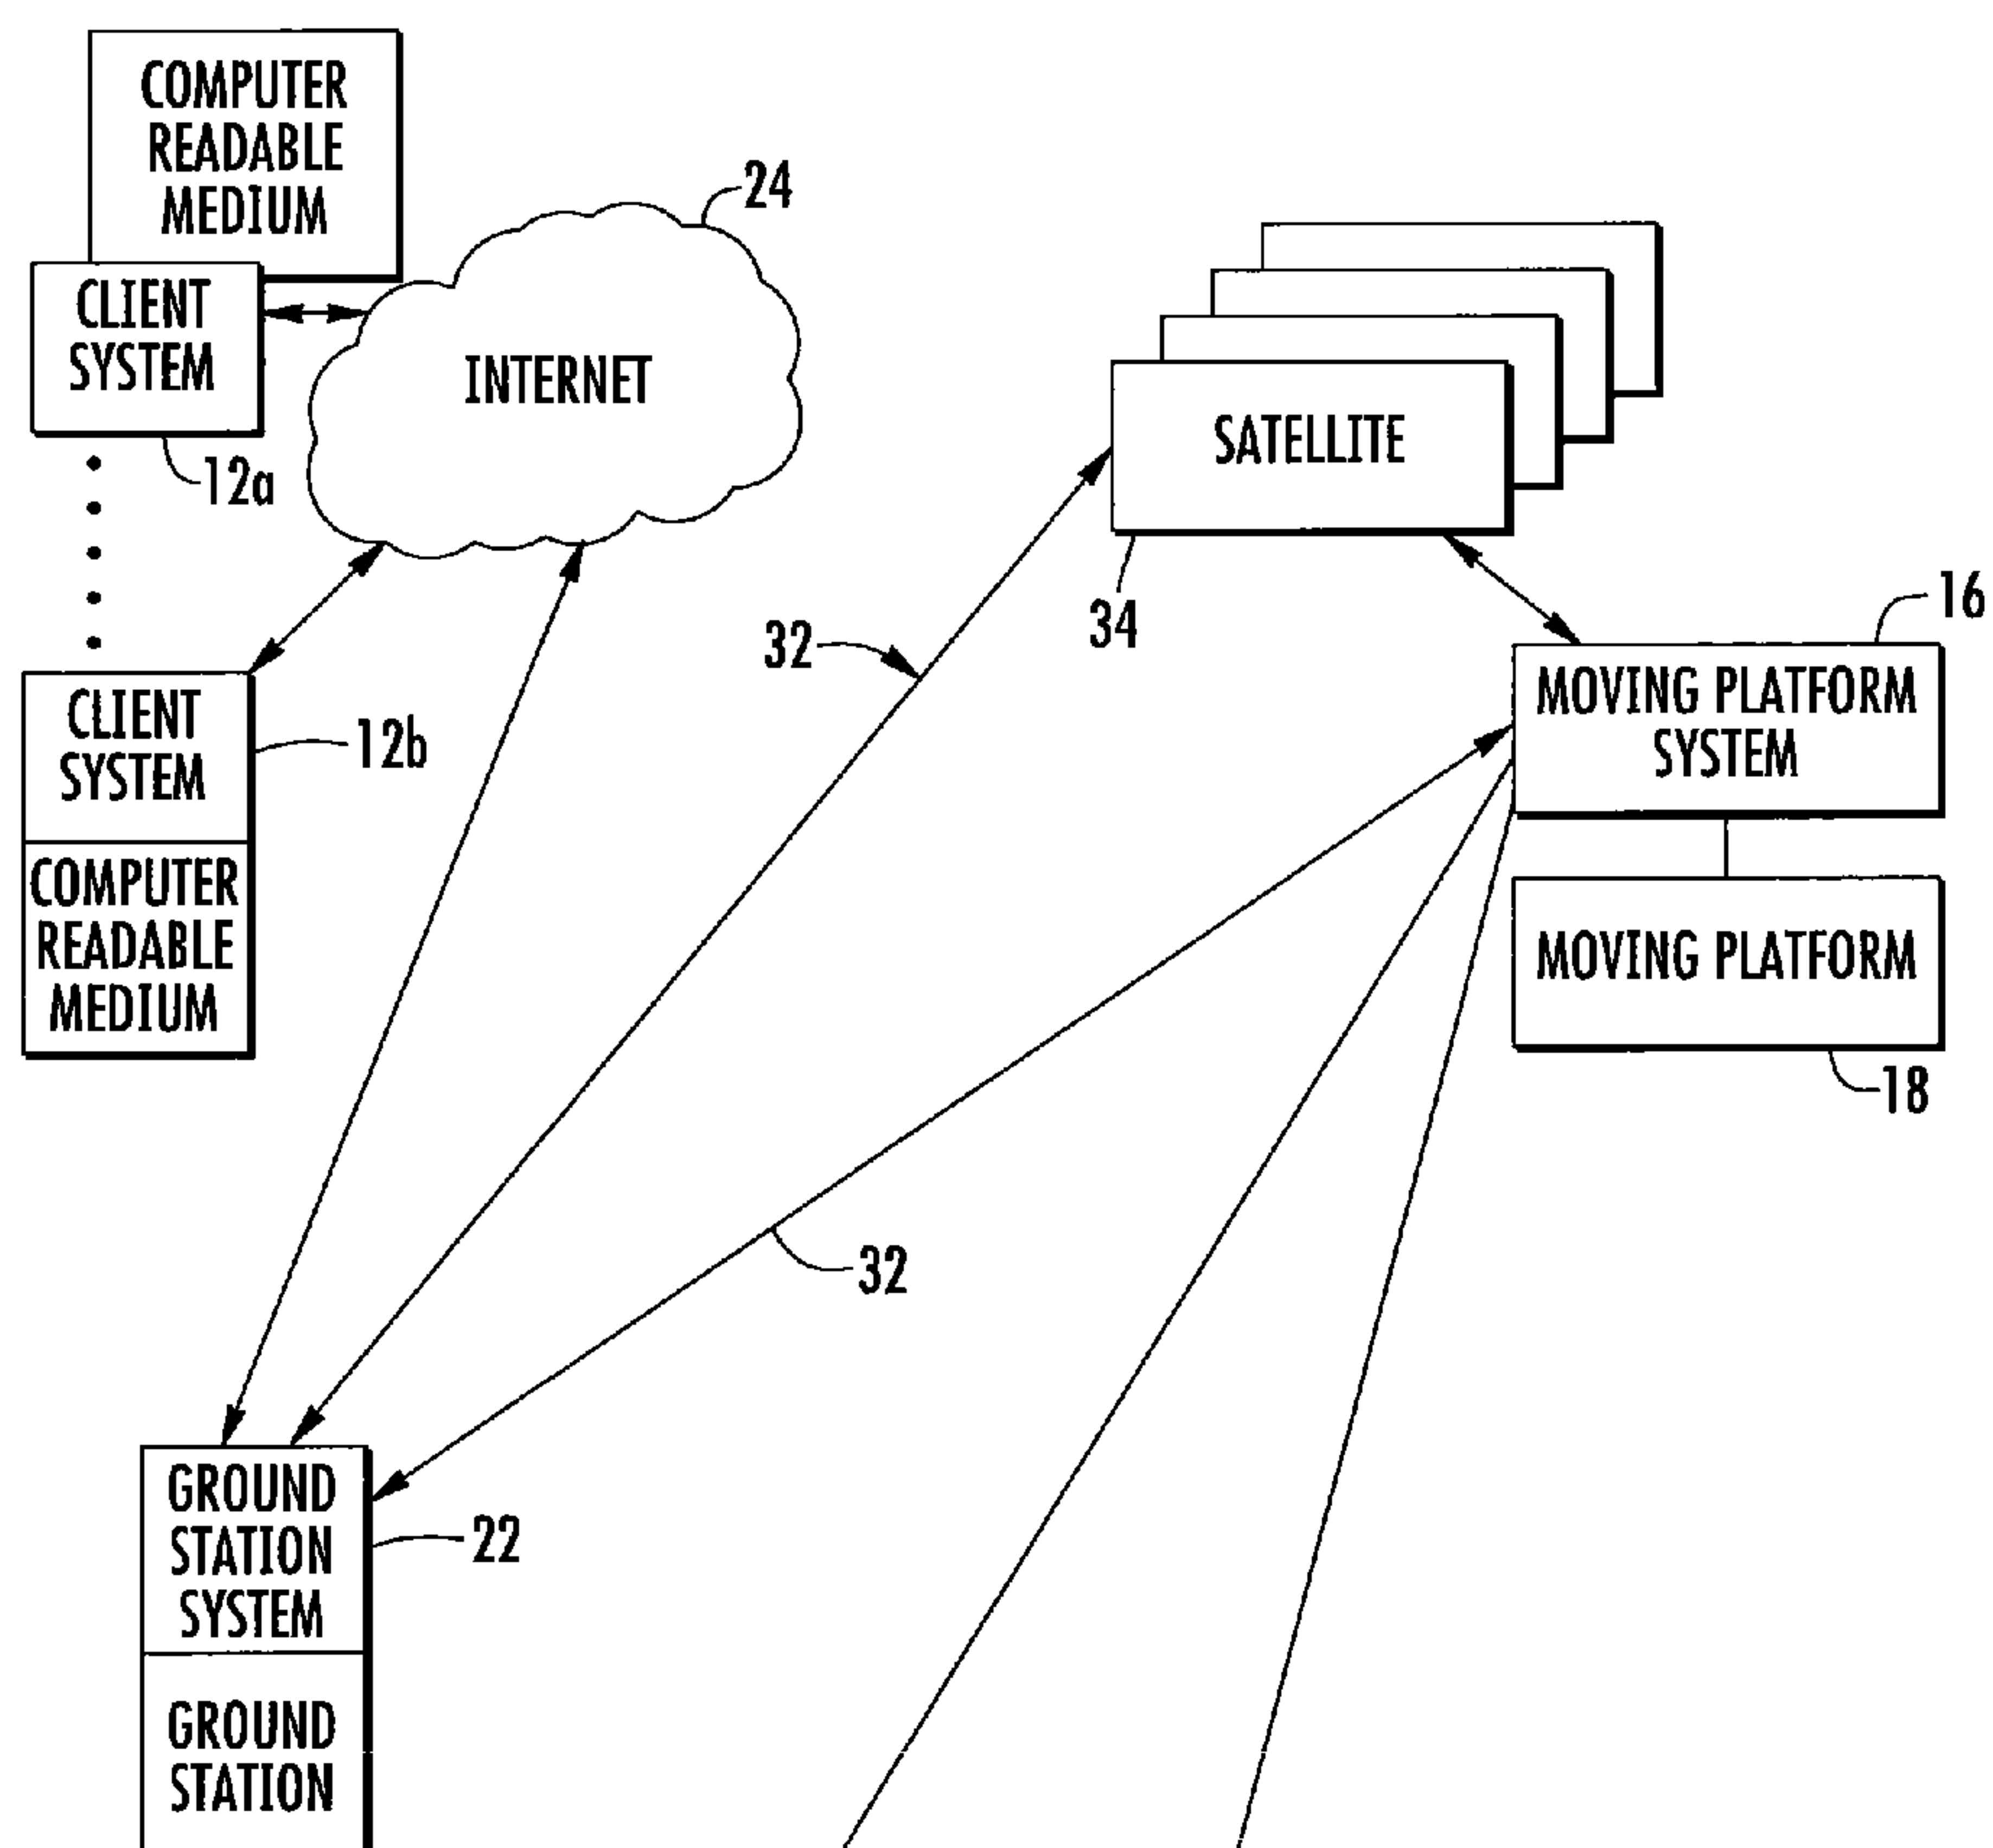 COMPUTER
READABLE
MEDIUM
24
CLIENT
SYSTEM
INTERNET
SATELLITE
12a
34
16
32
MOVING PLATFORM
SYSTEM
CLIENT
SYSTEM
12b
COMPUTER
READABLE
MEDIUM
MOVING PLATFORM
18
32
GROUND
STATION
SYSTEM
22
GROUND
STATION